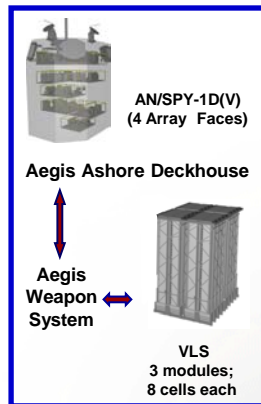 AN/SPY-1D(V)
(4 Array Faces)
Aegis Ashore Deckhouse
Aegis
Weapon
System
VLS
3 modules;
8 cells each